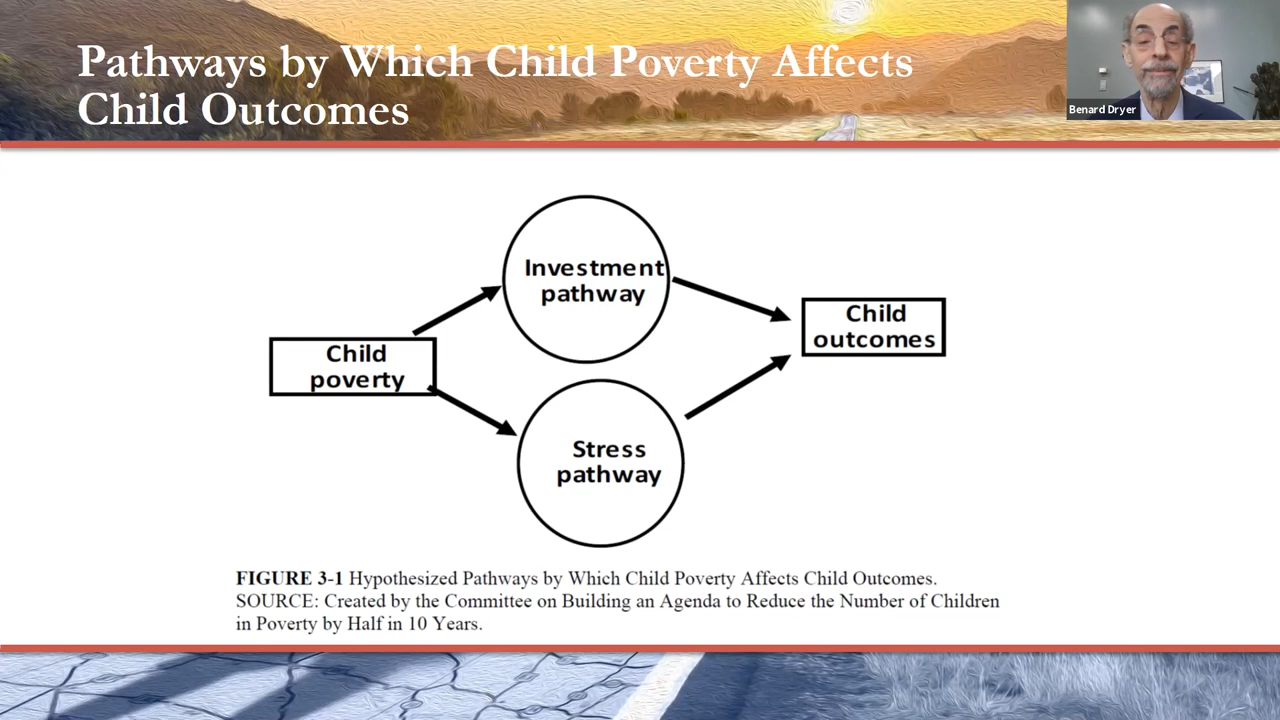 Pathways by Which Child Poverty Affects
Child Outcomes
Benard Dryer
Investment
pathway
Child
outcomes
Child
poverty
Stress
pathway
FIGURE 3-1 Hypothesized Pathways by Which Child Poverty Affects Child Outcomes.
SOURCE: Created by the Committee on Building an Agenda to Reduce the Number of Children
in Poverty by Half in 10 Years.